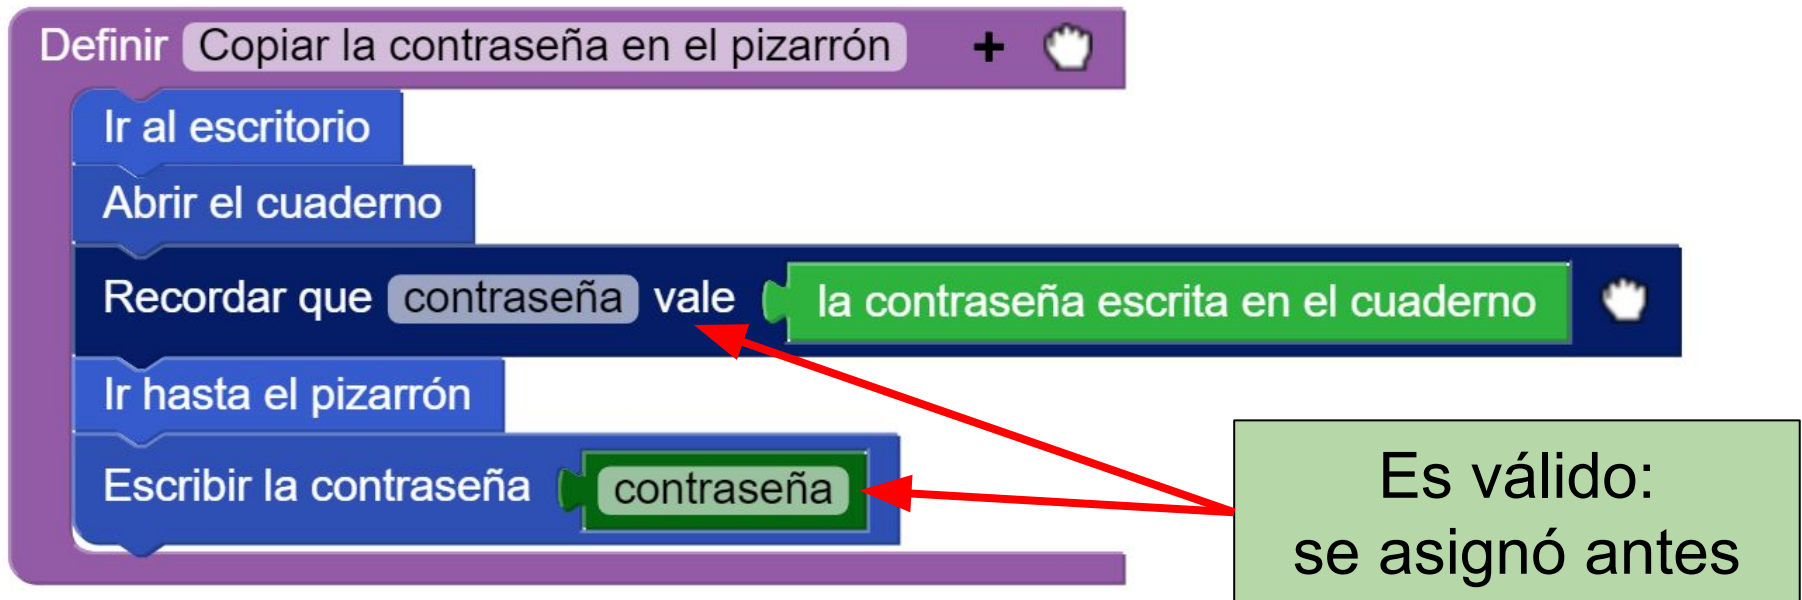 Definir Copiar la contraseña en el pizarrón +
Ir al escritorio
Abrir el cuaderno
Recordar que contraseña vale la contraseña escrita en el cuaderno
Ir hasta el pizarrón
Escribir la contraseña contraseña
Es válido:
se asignó antes